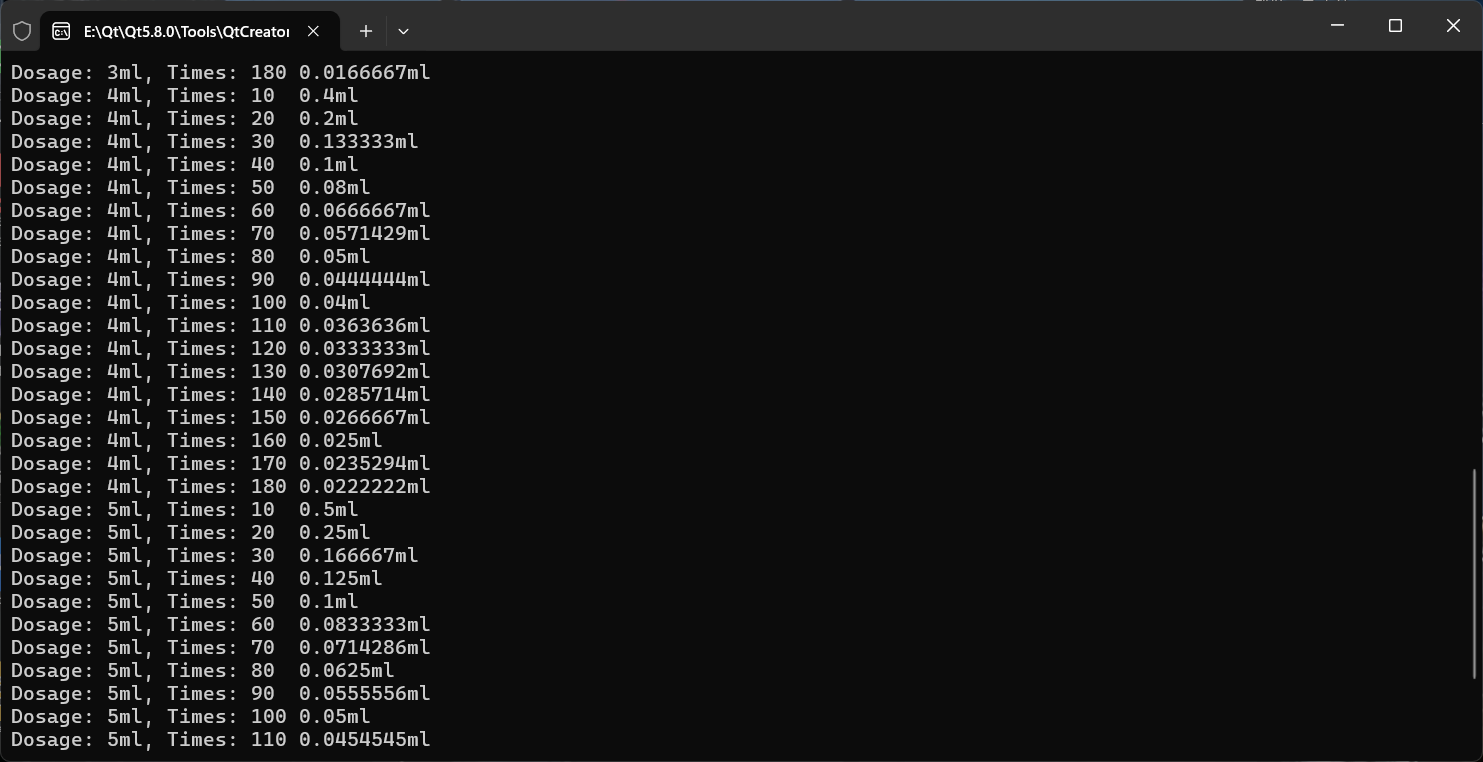 E:\Qt\Qt5.8.0\Tools\QtCreator
Dosage: 3ml, Times: 180 0.0166667ml
Dosage: 4ml, Times: 10  0.4ml
Dosage: 4ml, Times: 20  0.2ml
Dosage: 4ml, Times: 30  0.133333ml
Dosage: 4ml, Times: 40  0.1ml
Dosage: 4ml, Times: 50  0.08ml
Dosage: 4ml, Times: 60  0.0666667ml
Dosage: 4ml, Times: 70  0.0571429ml
Dosage: 4ml, Times: 80  0.05ml
Dosage: 4ml, Times: 90  0.0444444ml
Dosage: 4ml, Times: 100 0.04ml
Dosage: 4ml, Times: 110 0.0363636ml
Dosage: 4ml, Times: 120 0.0333333ml
Dosage: 4ml, Times: 130 0.0307692ml
Dosage: 4ml, Times: 140 0.0285714ml
Dosage: 4ml, Times: 150 0.0266667ml
Dosage: 4ml, Times: 160 0.025ml
Dosage: 4ml, Times: 170 0.0235294ml
Dosage: 4ml, Times: 180 0.0222222ml
Dosage: 5ml, Times: 10  0.5ml
Dosage: 5ml, Times: 20  0.25ml
Dosage: 5ml, Times: 30  0.166667ml
Dosage: 5ml, Times: 40  0.125ml
Dosage: 5ml, Times: 50  0.1ml
Dosage: 5ml, Times: 60  0.0833333ml
Dosage: 5ml, Times: 70  0.0714286ml
Dosage: 5ml, Times: 80  0.0625ml
Dosage: 5ml, Times: 90  0.0555556ml
Dosage: 5ml, Times: 100 0.05ml
Dosage: 5ml, Times: 110 0.0454545ml